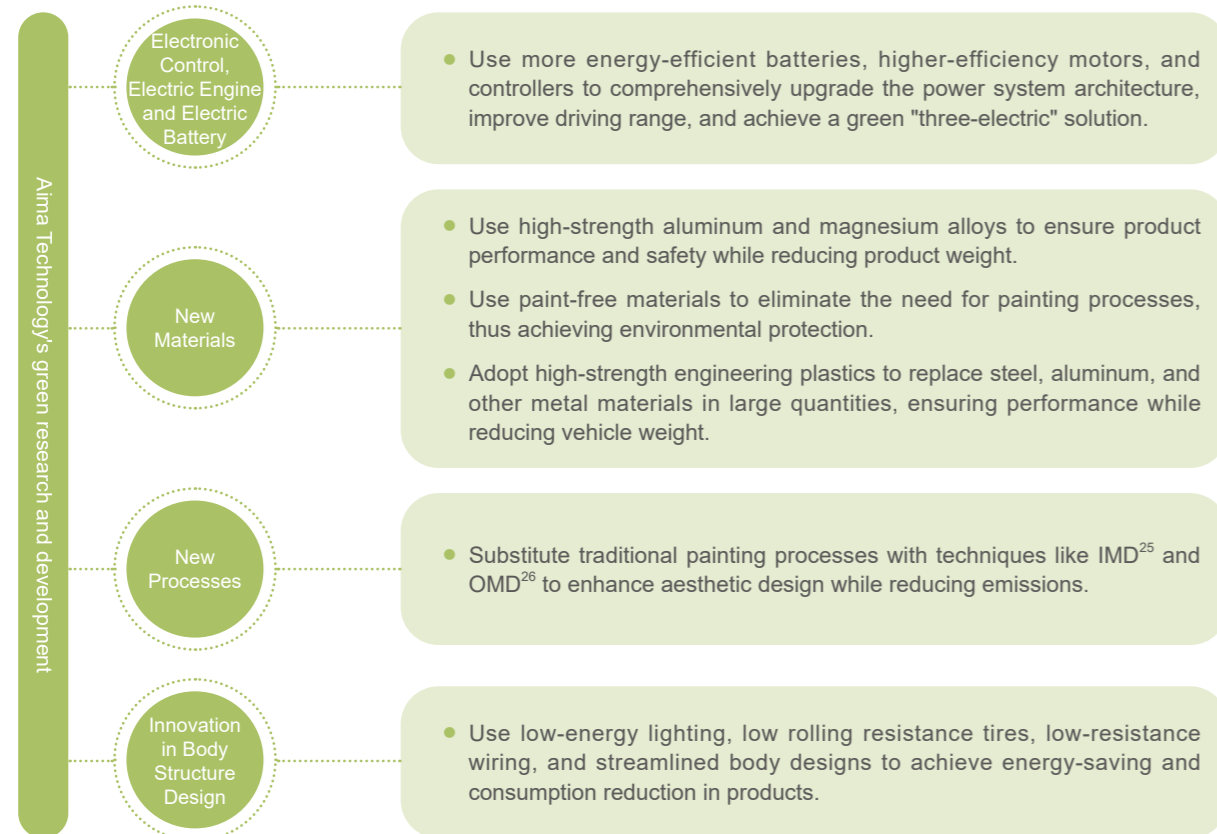 Aima Technology's green research and development
Electronic
Control,
Electric Engine
and Electric
Battery
● Use more energy-efficient batteries, higher-efficiency motors, and
controllers to comprehensively upgrade the power system architecture,
improve driving range, and achieve a green "three-electric" solution.
New
Materials
● Use high-strength aluminum and magnesium alloys to ensure product
performance and safety while reducing product weight.
● Use paint-free materials to eliminate the need for painting processes,
thus achieving environmental protection.
● Adopt high-strength engineering plastics to replace steel, aluminum, and
other metal materials in large quantities, ensuring performance while
reducing vehicle weight.
New
Processes
● Substitute traditional painting processes with techniques like IMD²⁵ and
OMD²⁶ to enhance aesthetic design while reducing emissions.
Innovation
in Body
Structure
Design
● Use low-energy lighting, low rolling resistance tires, low-resistance
wiring, and streamlined body designs to achieve energy-saving and
consumption reduction in products.